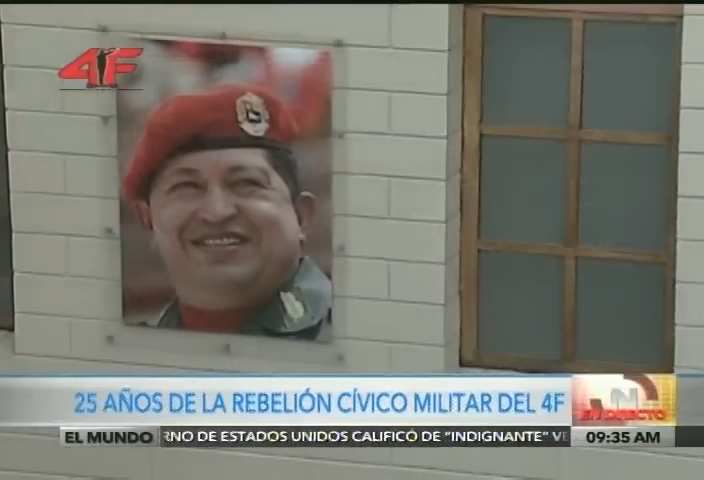 4F
25 AÑOS DE LA REBELIÓN CÍVICO MILITAR DEL 4F
EN DIRECTO
EL MUNDO RNO DE ESTADOS UNIDOS CALIFICÓ DE "INDIGNANTE" VE 09:35 AM